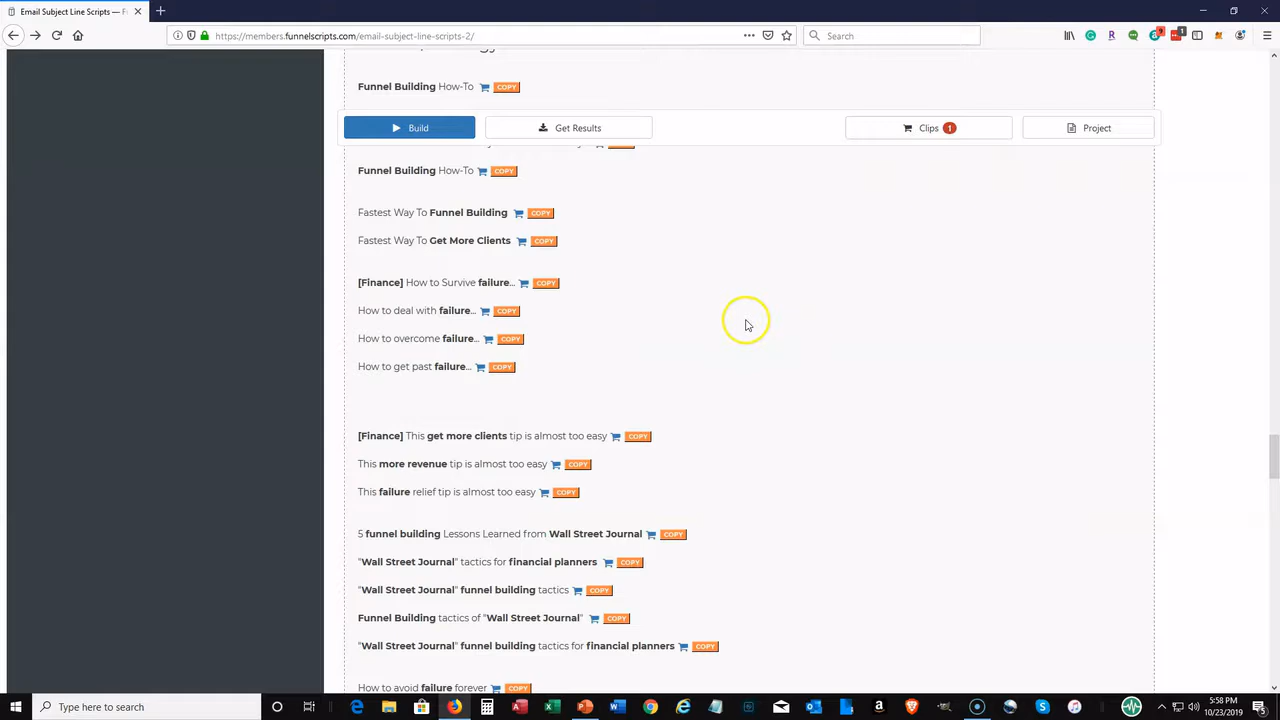 Email Subject Line Scripts — F
https://members.funnelscripts.com/email-subject-line-scripts-2/
Search
Funnel Building How-To COPY
Build
Get Results
Clips 1
Project
Funnel Building How-To COPY
Fastest Way To Funnel Building COPY
Fastest Way To Get More Clients COPY
[Finance] How to Survive failure... COPY
How to deal with failure... COPY
How to overcome failure... COPY
How to get past failure... COPY
[Finance] This get more clients tip is almost too easy COPY
This more revenue tip is almost too easy COPY
This failure relief tip is almost too easy COPY
5 funnel building Lessons Learned from Wall Street Journal COPY
"Wall Street Journal" tactics for financial planners COPY
"Wall Street Journal" funnel building tactics COPY
Funnel Building tactics of "Wall Street Journal" COPY
"Wall Street Journal" funnel building tactics for financial planners COPY
How to avoid failure forever COPY
Type here to search
5:58 PM
10/23/2019